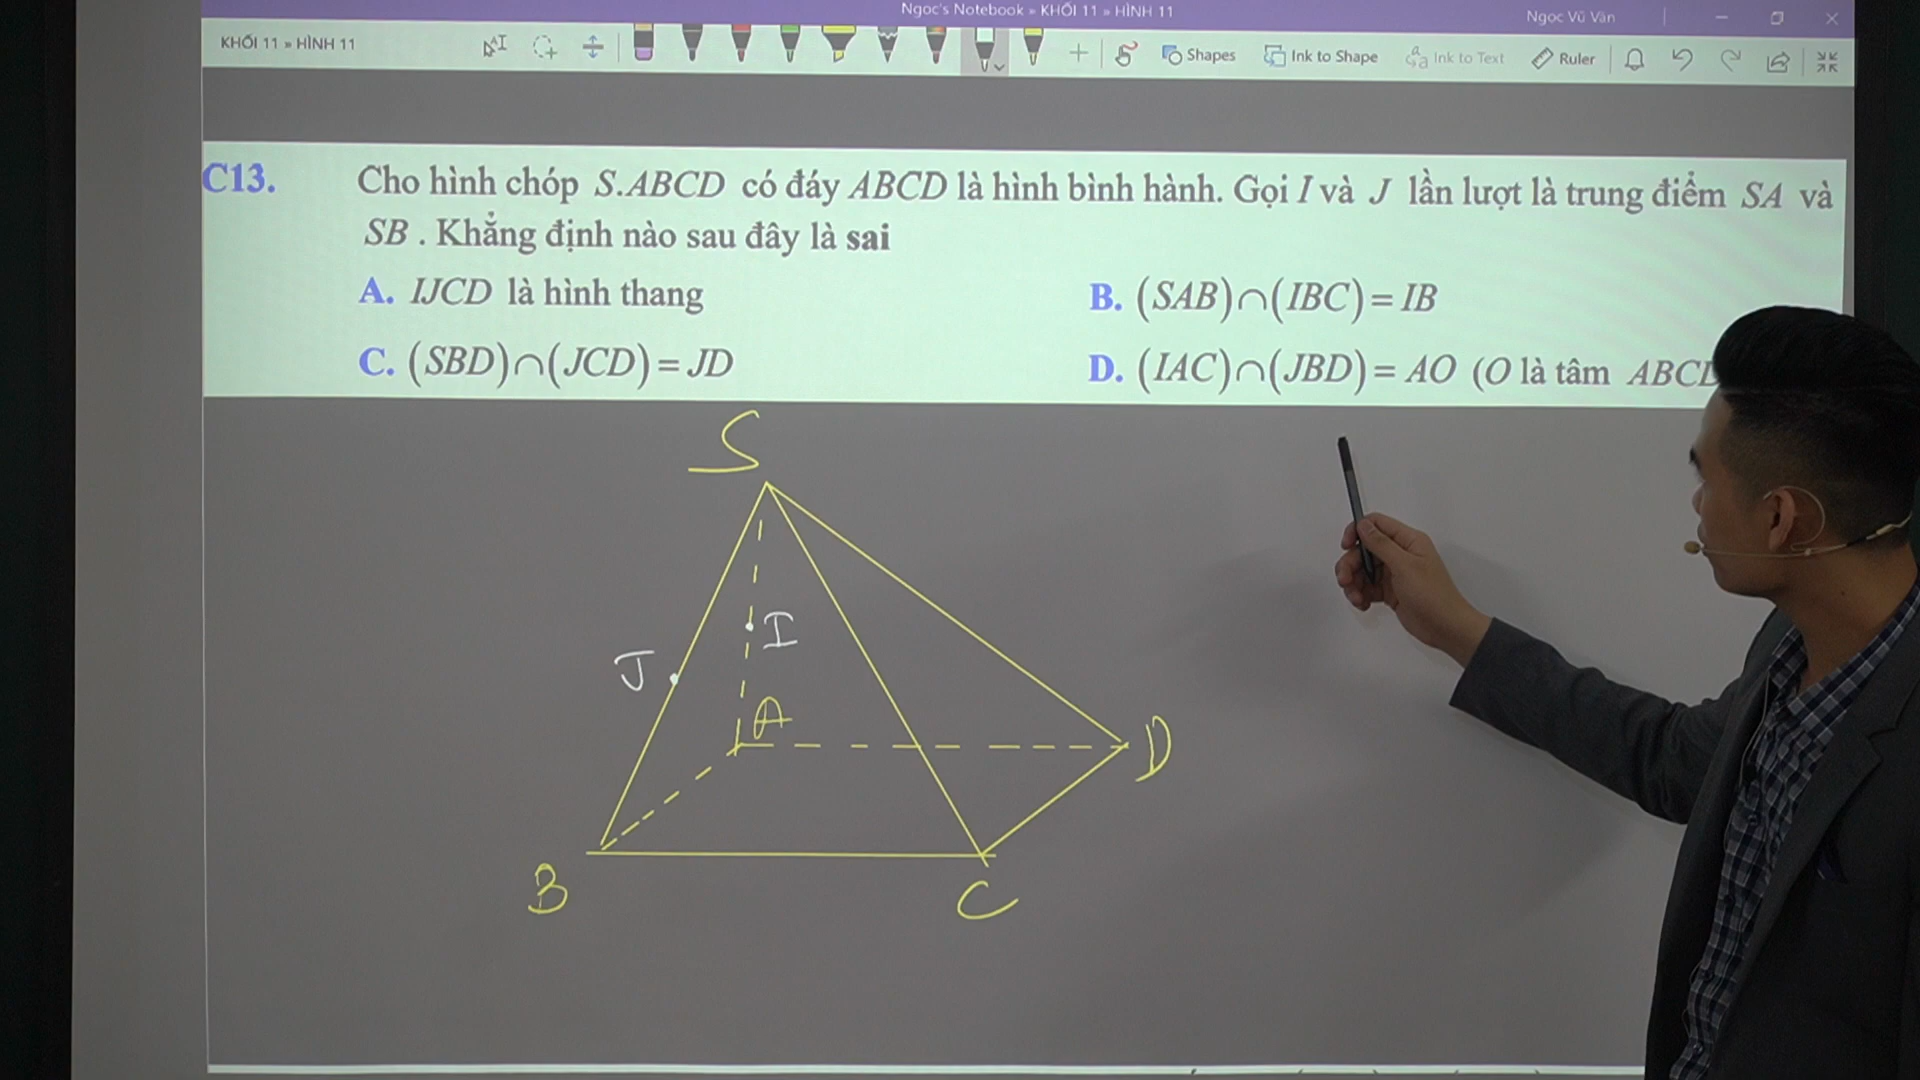 Ngoc's Notebook » KHỐI 11 » HÌNH 11
Ngoc Vũ Văn
KHỐI 11 » HÌNH 11
Shapes
Ink to Shape
Ink to Text
Ruler
C13. Cho hình chóp S.ABCD có đáy ABCD là hình bình hành. Gọi I và J lần lượt là trung điểm SA và
SB . Khẳng định nào sau đây là sai
A. IJCD là hình thang
B. (SAB)∩(IBC)= IB
C. (SBD)∩(JCD)= JD
D. (IAC)∩(JBD)= AO (O là tâm ABCD
S
I
J
A
D
B
C